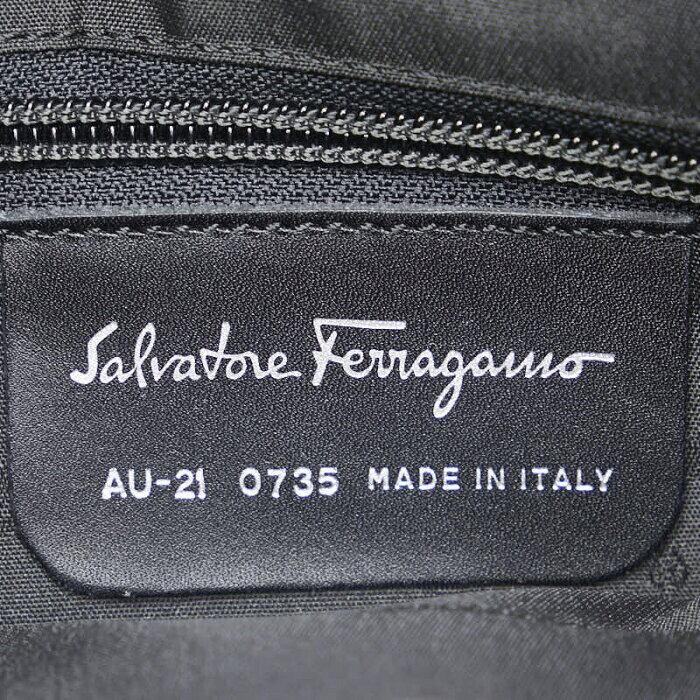 Salvatore Ferragamo
AU-21 0735 MADE IN ITALY